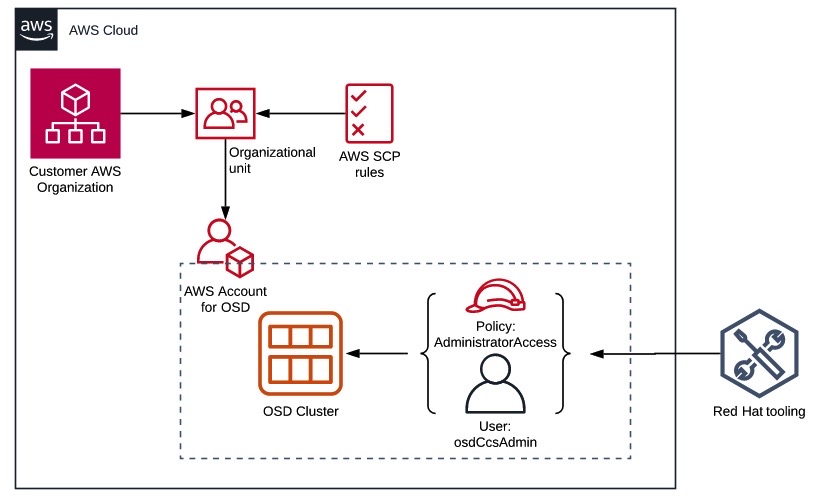 aws
AWS Cloud
Customer AWS
Organization
Organizational
unit
AWS SCP
rules
AWS Account
for OSD
OSD Cluster
Policy:
AdministratorAccess
User:
osdCcsAdmin
Red Hat tooling